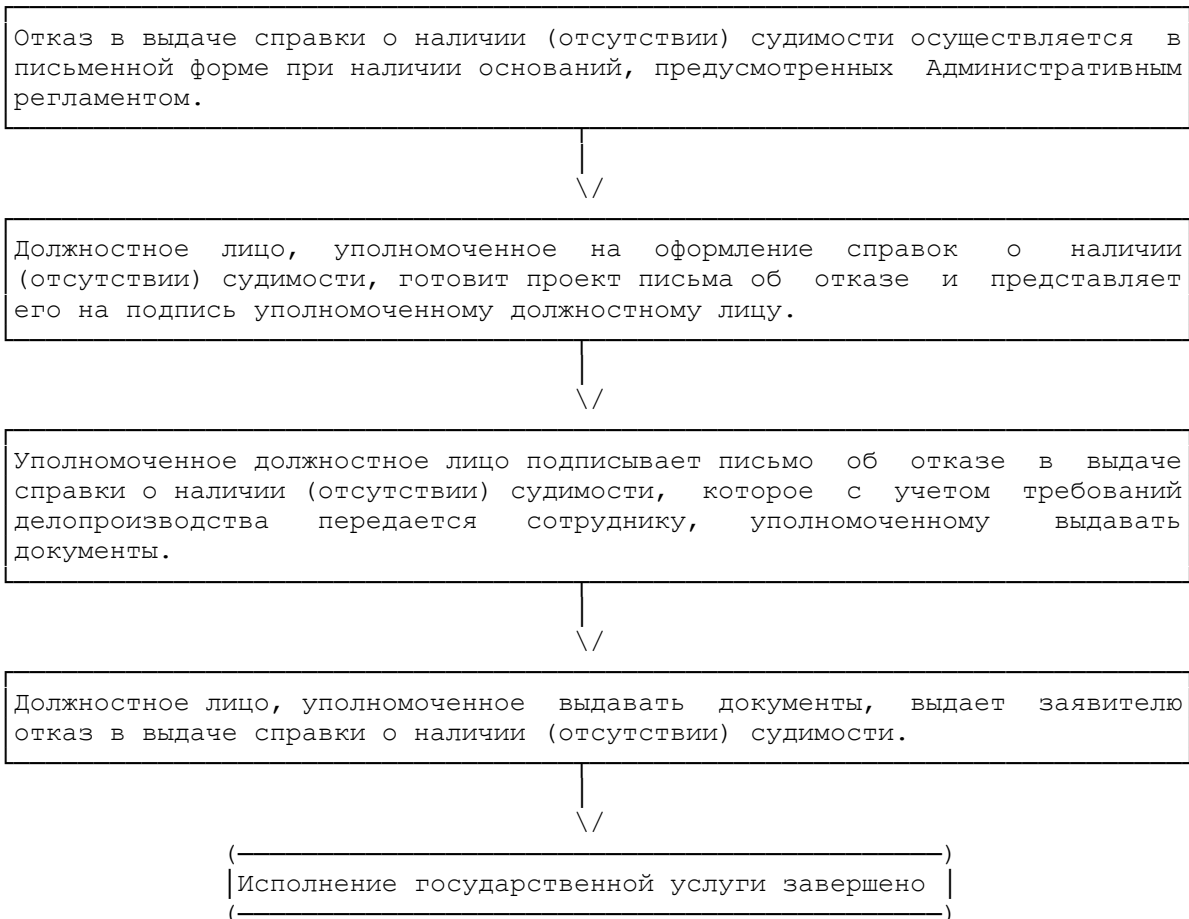 Отказ в выдаче справки о наличии (отсутствии) судимости осуществляется в
письменной форме при наличии оснований, предусмотренных Административным
регламентом.
Должностное лицо, уполномоченное на оформление справок о наличии
(отсутствии) судимости, готовит проект письма об отказе и представляет
его на подпись уполномоченному должностному лицу.
Уполномоченное должностное лицо подписывает письмо об отказе в выдаче
справки о наличии (отсутствии) судимости, которое с учетом требований
делопроизводства передается сотруднику, уполномоченному выдавать
документы.
Должностное лицо, уполномоченное выдавать документы, выдает заявителю
отказ в выдаче справки о наличии (отсутствии) судимости.
Исполнение государственной услуги завершено